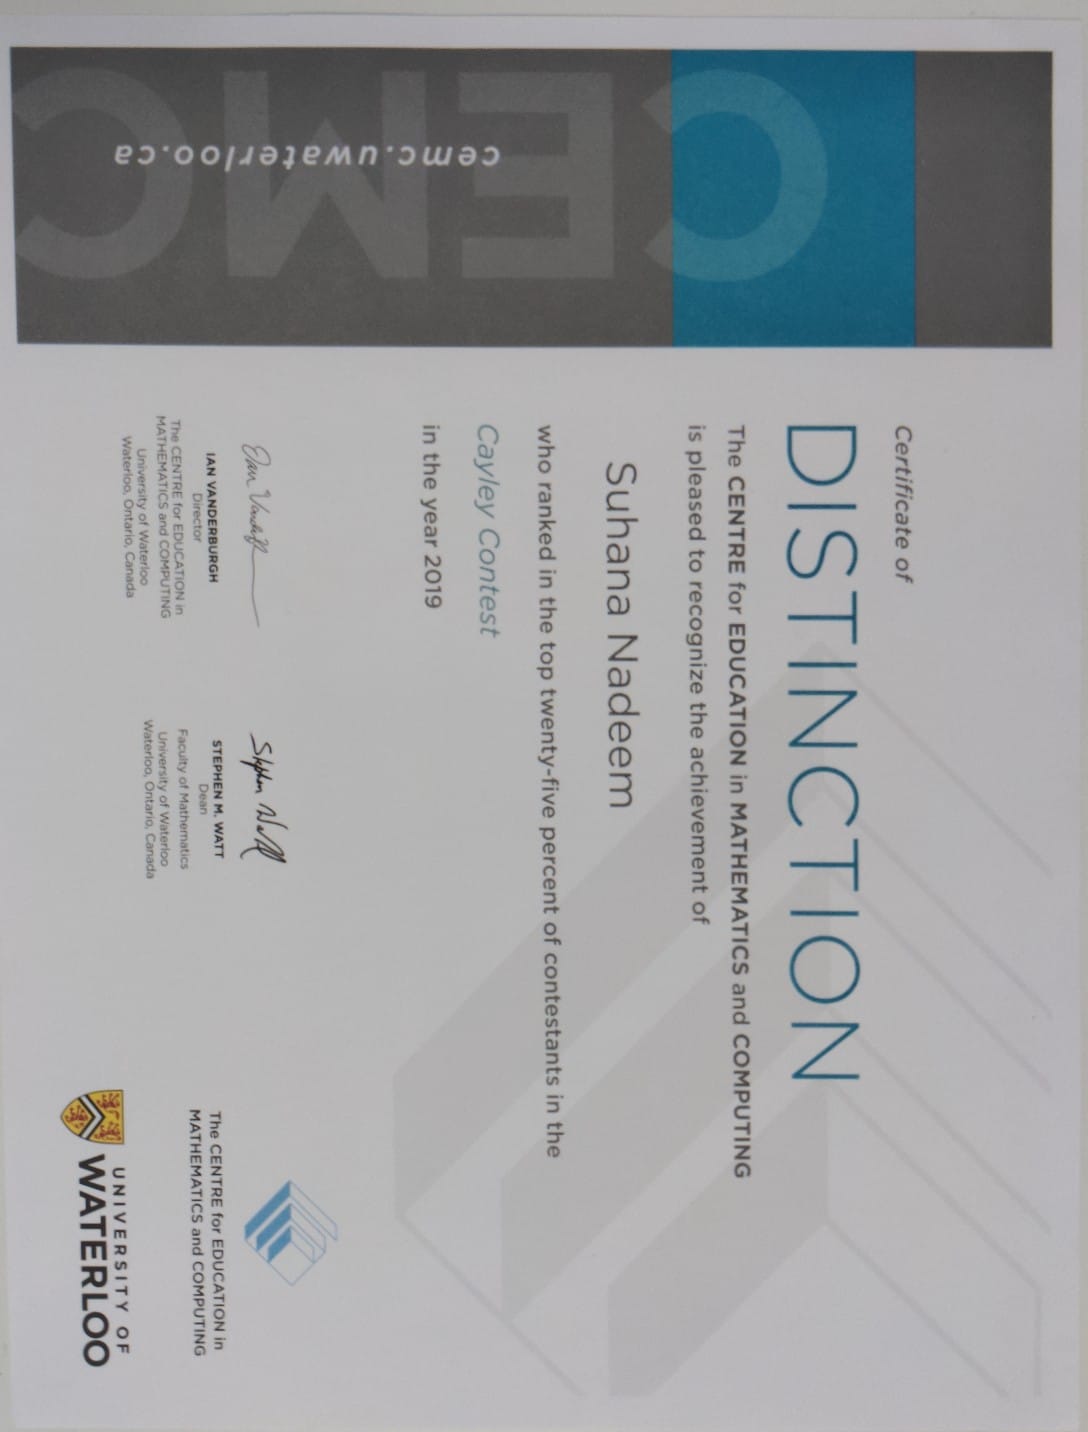 CEMC
cemc.uwaterloo.ca
Certificate of
DISTINCTION
The CENTRE for EDUCATION in MATHEMATICS and COMPUTING
is pleased to recognize the achievement of
Suhana Nadeem
who ranked in the top twenty-five percent of contestants in the
Cayley Contest
in the year 2019
IAN VANDERBURGH
Director
The CENTRE for EDUCATION in
MATHEMATICS and COMPUTING
University of Waterloo
Waterloo, Ontario, Canada
Stephen Watt
STEPHEN M. WATT
Dean
Faculty of Mathematics
University of Waterloo
Waterloo, Ontario, Canada
The CENTRE for EDUCATION in
MATHEMATICS and COMPUTING
UNIVERSITY OF
WATERLOO